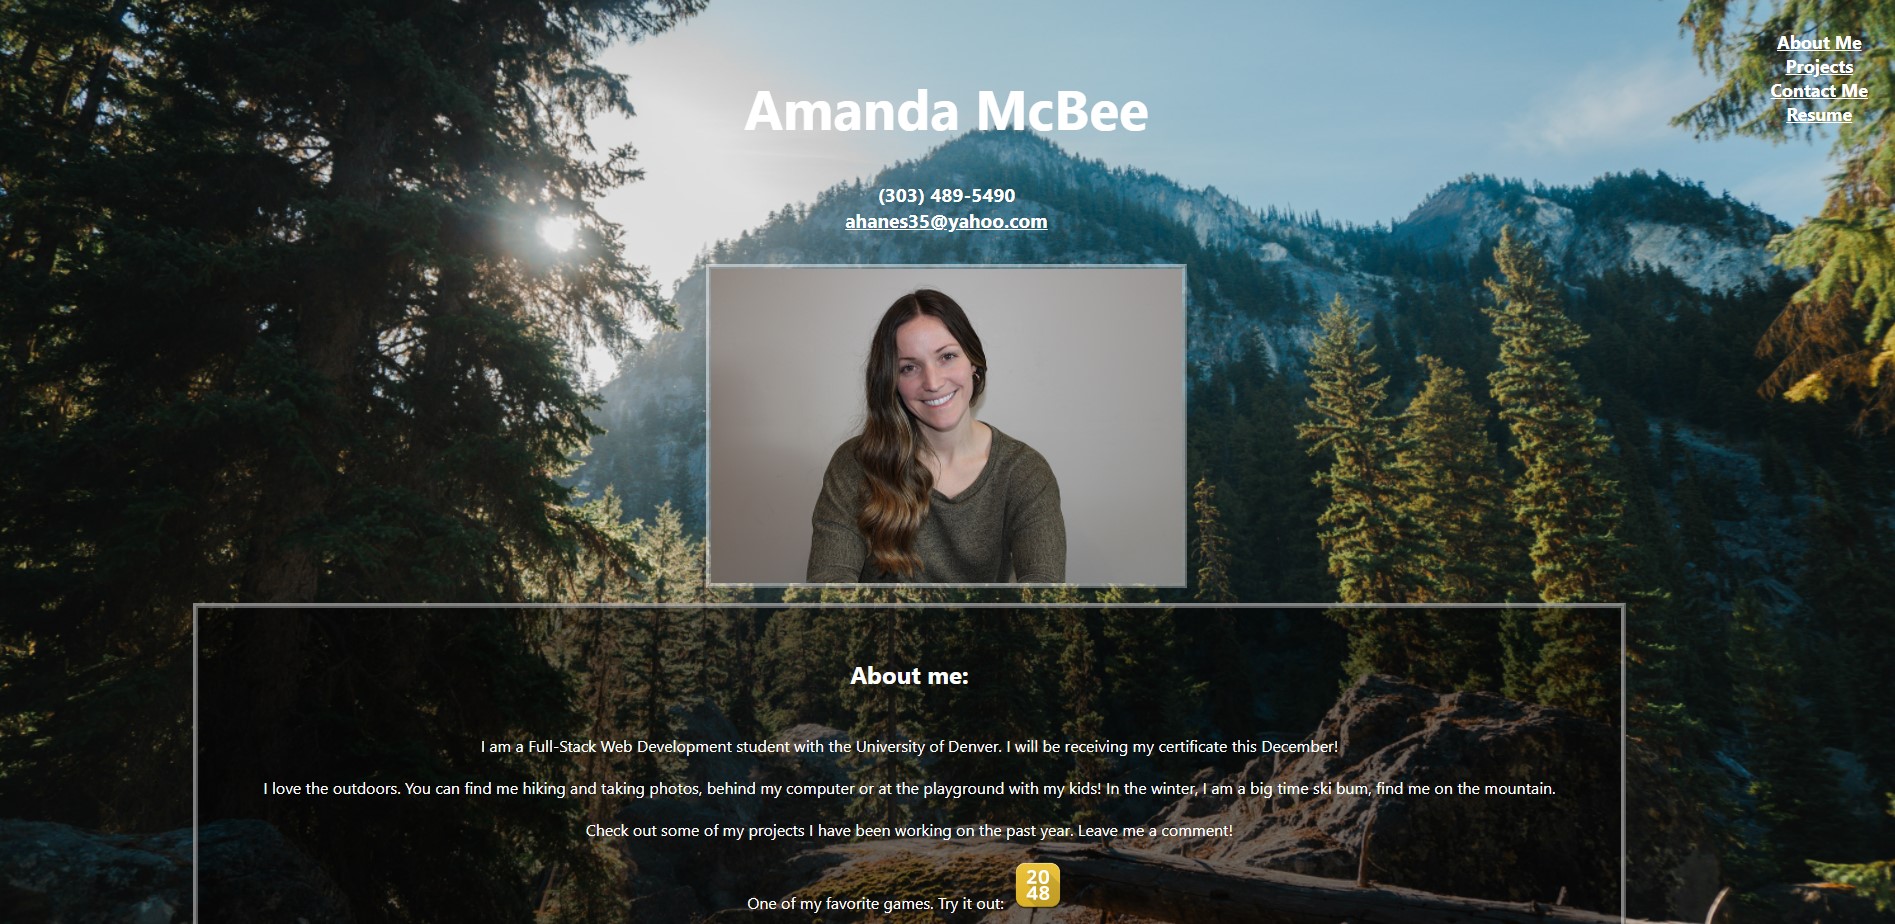 About Me
Projects
Contact Me
Resume
Amanda McBee
(303) 489-5490
ahanes35@yahoo.com
About me:
I am a Full-Stack Web Development student with the University of Denver. I will be receiving my certificate this December!
I love the outdoors. You can find me hiking and taking photos, behind my computer or at the playground with my kids! In the winter, I am a big time ski bum, find me on the mountain.
Check out some of my projects I have been working on the past year. Leave me a comment!
One of my favorite games. Try it out:
20
48